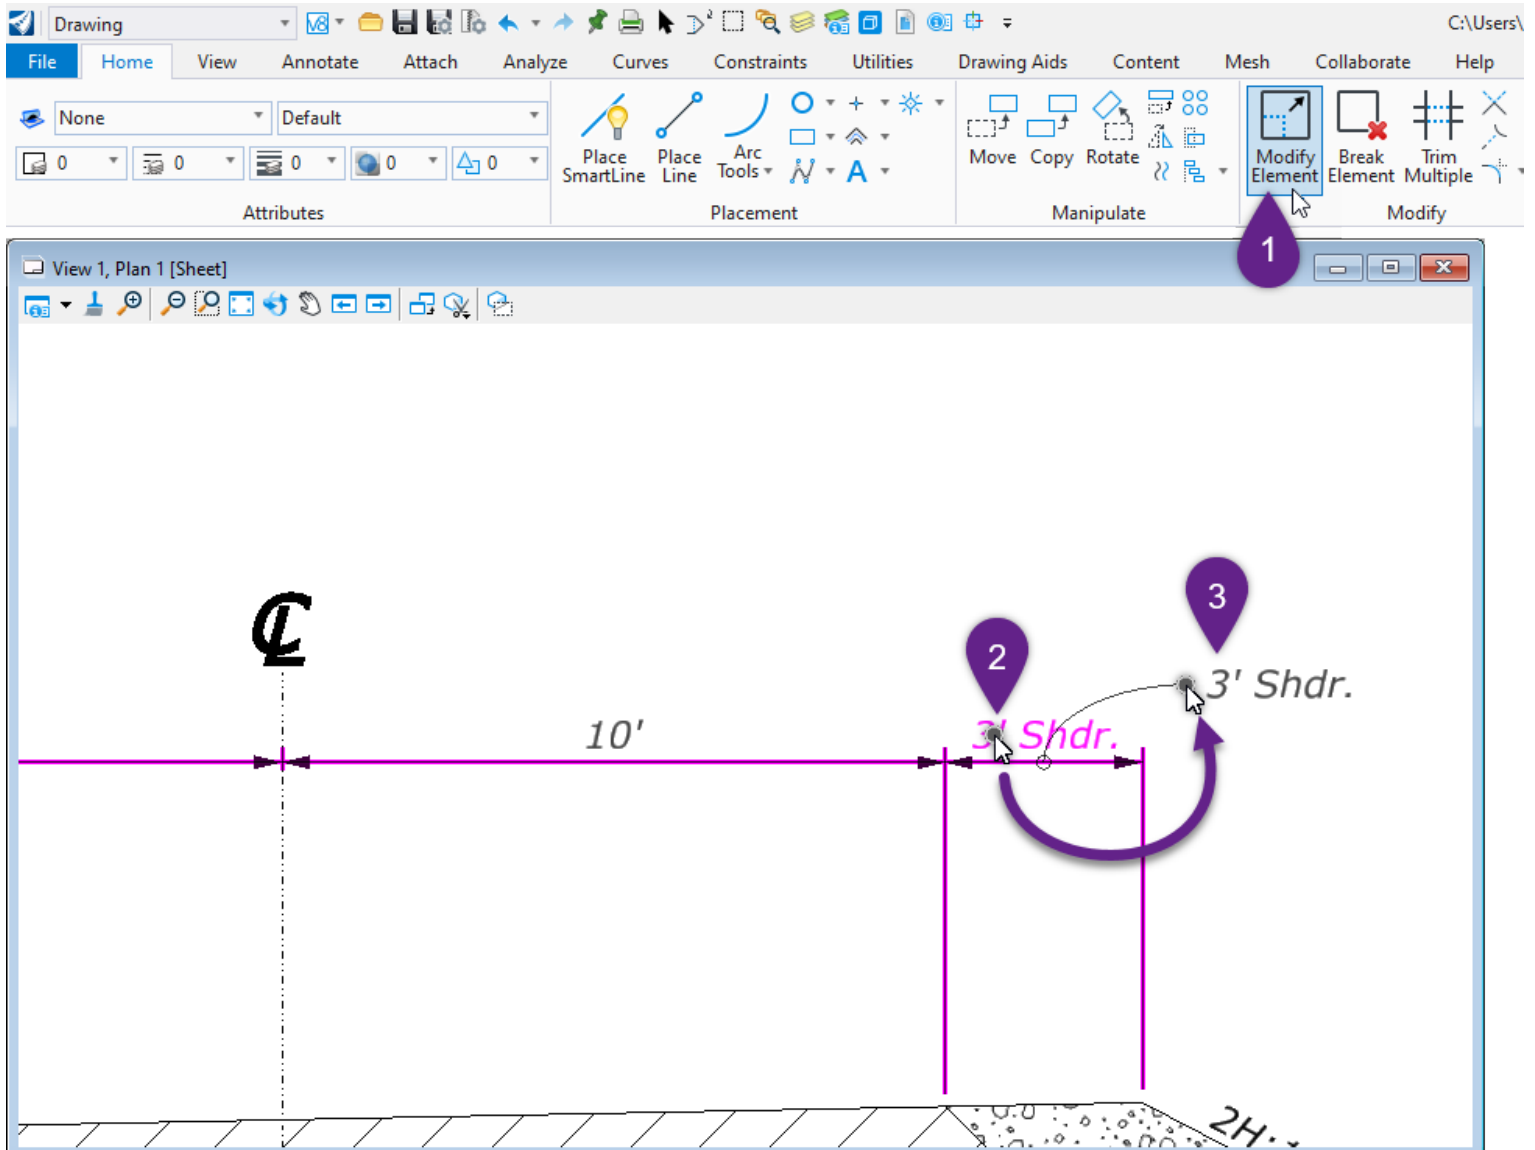 Drawing
C:\Users\
File Home View Annotate Attach Analyze Curves Constraints Utilities Drawing Aids Content Mesh Collaborate Help
None Default
0 0 0 0 0
Place SmartLine
Place Line
Arc Tools
Move Copy Rotate
Modify Element
Break Element
Trim Multiple
Attributes Placement Manipulate Modify
1
View 1, Plan 1 [Sheet]
3
2
3' Shdr.
10' 3' Shdr.